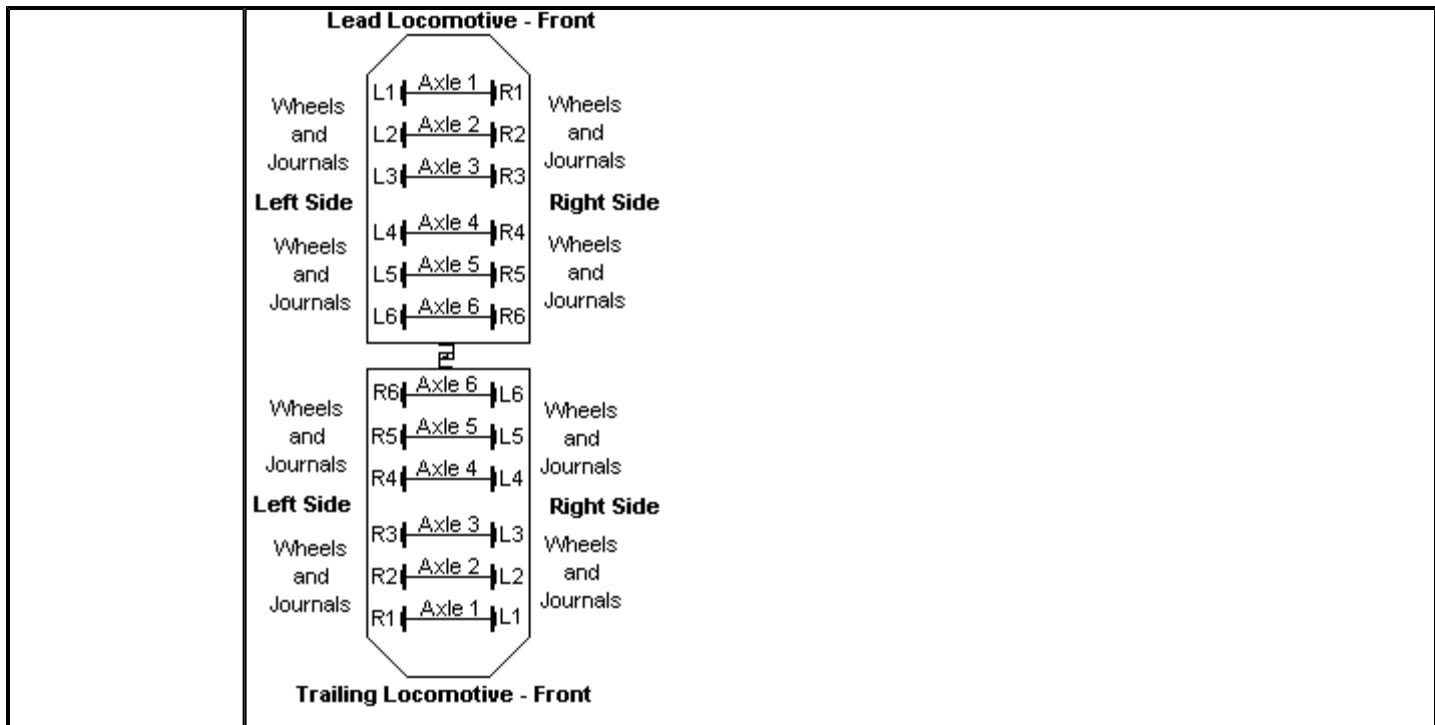 Lead Locomotive - Front
L1 Axle 1 R1
Wheels
and
Journals
Wheels
and
Journals
L2 Axle 2 R2
L3 Axle 3 R3
Left Side
Right Side
L4 Axle 4 R4
Wheels
and
Journals
Wheels
and
Journals
L5 Axle 5 R5
L6 Axle 6 R6
R6 Axle 6 L6
Wheels
and
Journals
Wheels
and
Journals
R5 Axle 5 L5
R4 Axle 4 L4
Left Side
Right Side
R3 Axle 3 L3
Wheels
and
Journals
Wheels
and
Journals
R2 Axle 2 L2
R1 Axle 1 L1
Trailing Locomotive - Front